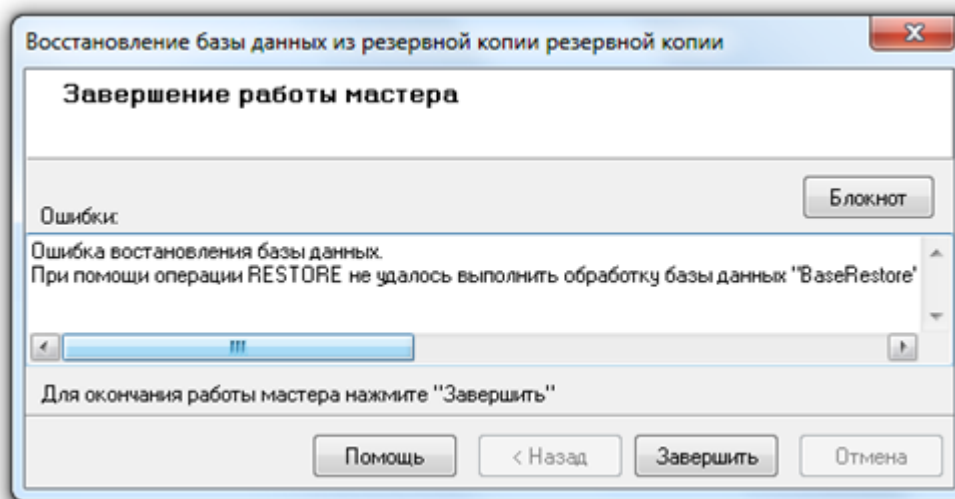 Восстановление базы данных из резервной копии резервной копии
Завершение работы мастера
Блокнот
Ошибки:
Ошибка востановления базы данных.
При помощи операции RESTORE не удалось выполнить обработку базы данных "BaseRestore'
Для окончания работы мастера нажмите "Завершить"
Помощь < Назад Завершить Отмена